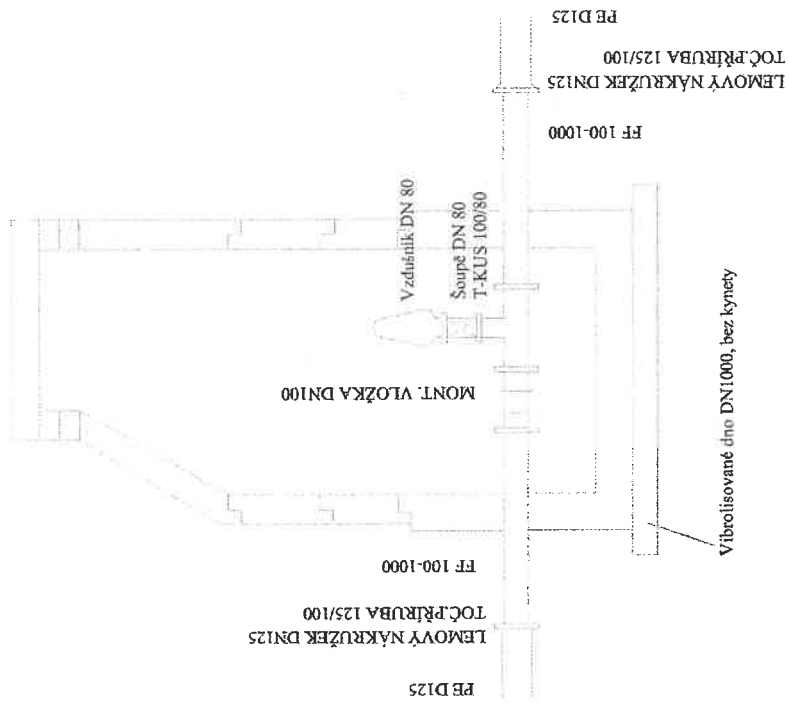 PE D125
LEMOVÝ NÁKRUŽEK DN125
TOČ.PŘÍRUBA 125/100
FF 100-1000
MONT. VLOŽKA DN100
Vzdušník DN 80
Šoupě DN 80
T-KUS 100/80
FF 100-1000
LEMOVÝ NÁKRUŽEK DN125
TOČ.PŘÍRUBA 125/100
PE D125
Vibrolisované dno DN1000, bez kynety